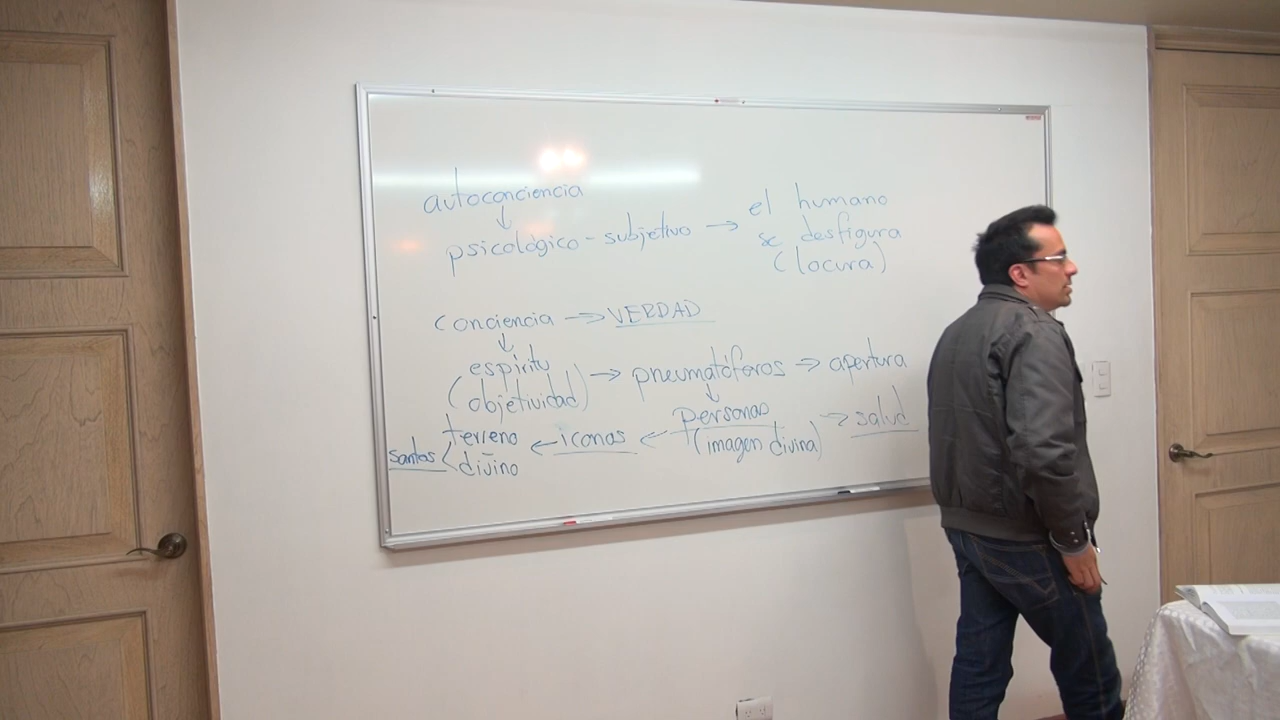 autoconciencia
↓
psicológico - subjetivo → el humano
se desfigura
(locura)
conciencia → VERDAD
↓
espíritu
(objetividad) → pneumatóforos → apertura
↓
personas
(imagen divina) → salud
santos < terreno
divino ← iconos ←